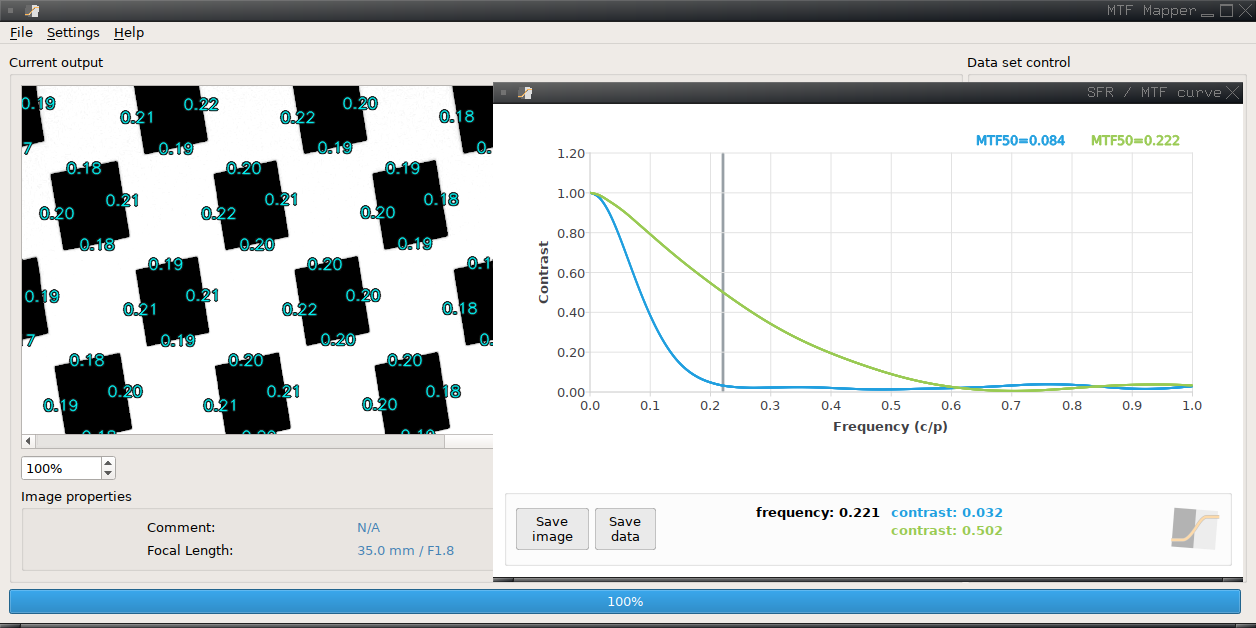 MTF Mapper
File Settings Help
Current output
Data set control
SFR / MTF curve
0.19 0.22 0.20
0.21 0.22 0.18
7 0.19 0.19 0.
0.18 0.20 0.19
0.21 0.21 0.18
0.20 0.22 0.20
0.18 0.20 0.19
0.19 0.20 0.1
0.19 0.21 0.20
0.21 0.22 0.18
7 0.19 0.20 0.
0.18 0.20 0.20
0.20 0.21 0.18
0.19 0.21 0.20
0.18 0.20 0.19
MTF50=0.084 MTF50=0.222
1.20
1.00
0.80
0.60
0.40
0.20
0.00
Contrast
0.0 0.1 0.2 0.3 0.4 0.5 0.6 0.7 0.8 0.9 1.0
Frequency (c/p)
100%
Image properties
Comment: N/A
Focal Length: 35.0 mm / F1.8
Save image
Save data
frequency: 0.221 contrast: 0.032
contrast: 0.502
100%